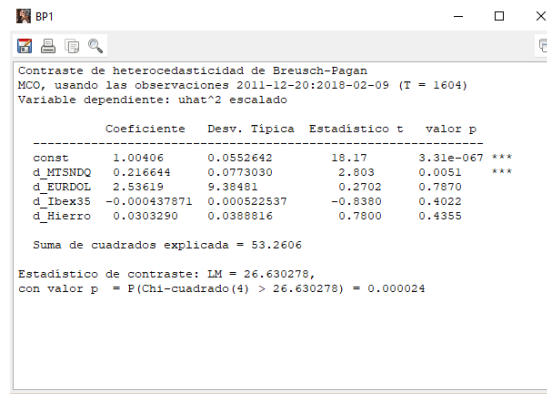 BP1
Contraste de heterocedasticidad de Breusch-Pagan
MCO, usando las observaciones 2011-12-20:2018-02-09 (T = 1604)
Variable dependiente: uhat^2 escalado
Coeficiente Desv. Típica Estadístico t valor p
const 1.00406 0.0552642 18.17 3.31e-067 ***
d_MTSNDQ 0.216644 0.0773030 2.803 0.0051 ***
d_EURDOL 2.53619 9.38481 0.2702 0.7870
d_Ibex35 -0.000437871 0.000522537 -0.8380 0.4022
d_Hierro 0.0303290 0.0388816 0.7800 0.4355
Suma de cuadrados explicada = 53.2606
Estadístico de contraste: LM = 26.630278,
con valor p = P(Chi-cuadrado(4) > 26.630278) = 0.000024